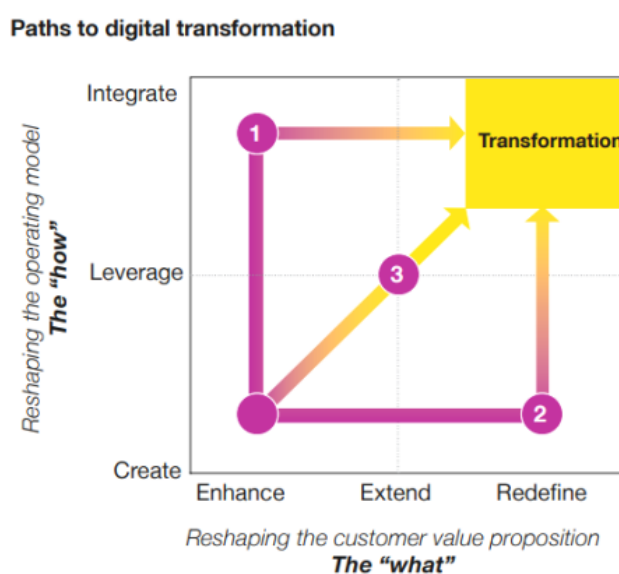 Paths to digital transformation
Integrate
1
Transformation
Reshaping the operating model
The “how”
Leverage
3
2
Create
Enhance
Extend
Redefine
Reshaping the customer value proposition
The “what”